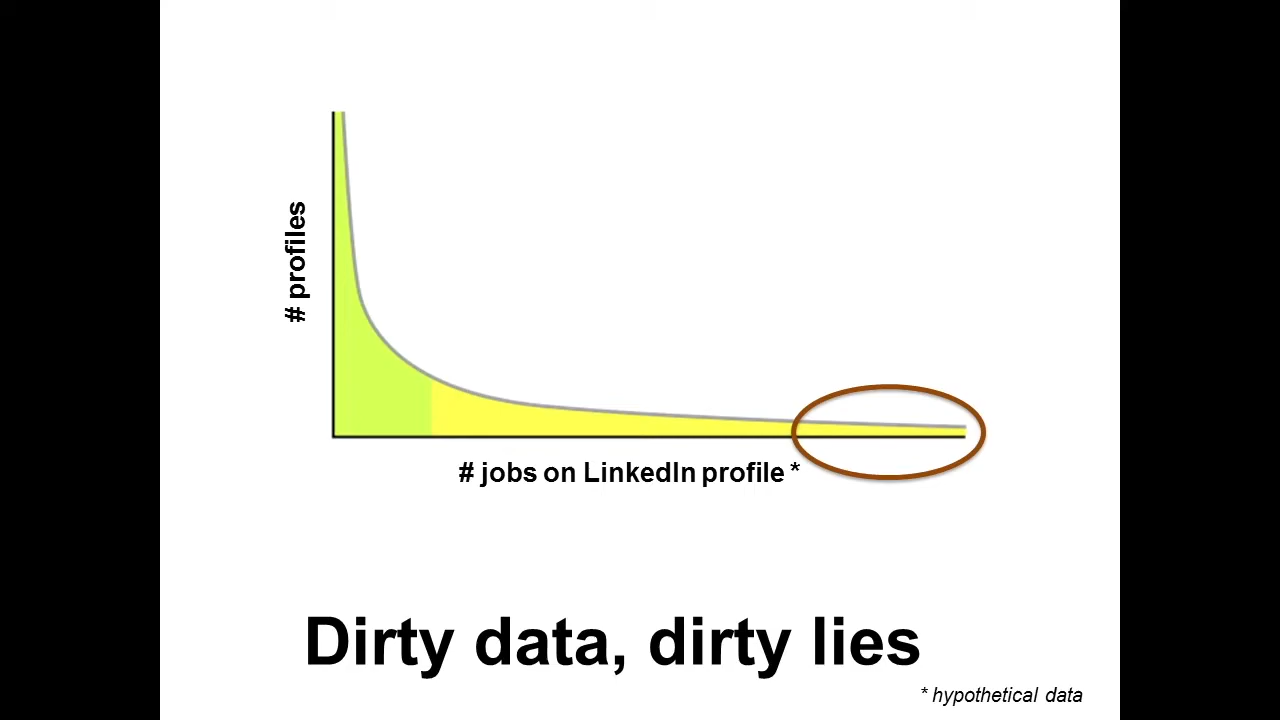 # profiles
# jobs on LinkedIn profile *
Dirty data, dirty lies
* hypothetical data